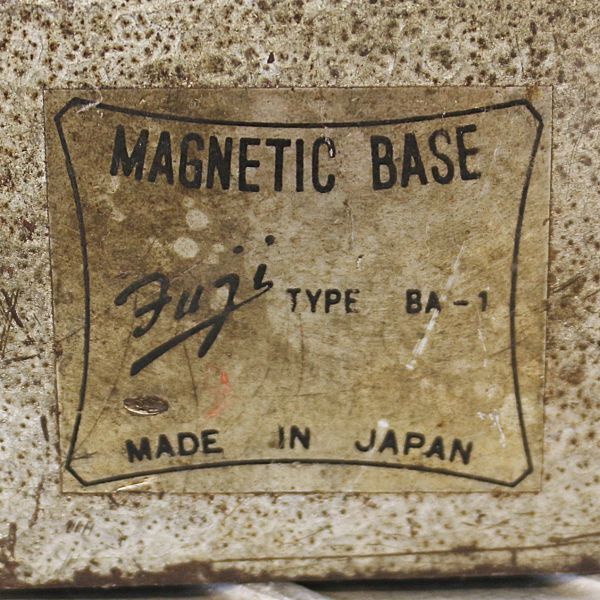 MAGNETIC BASE
Fuji TYPE BA-1
MADE IN JAPAN